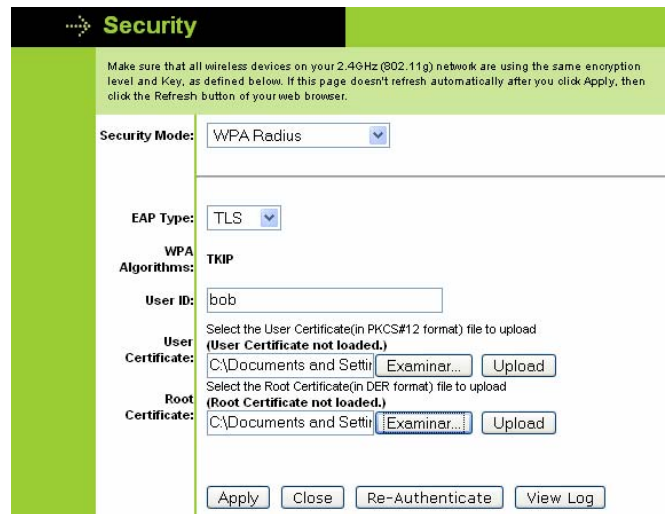 Security
Make sure that all wireless devices on your 2.4GHz (802.11g) network are using the same encryption
level and Key, as defined below. If this page doesn't refresh automatically after you click Apply, then
click the Refresh button of your web browser.
Security Mode: WPA Radius
EAP Type: TLS
WPA
Algorithms: TKIP
User ID: bob
Select the User Certificate(in PKCS#12 format) file to upload
User (User Certificate not loaded.)
Certificate: C:\Documents and Settir Examinar... Upload
Select the Root Certificate(in DER format) file to upload
Root (Root Certificate not loaded.)
Certificate: C:\Documents and Settir Examinar... Upload
Apply Close Re-Authenticate View Log